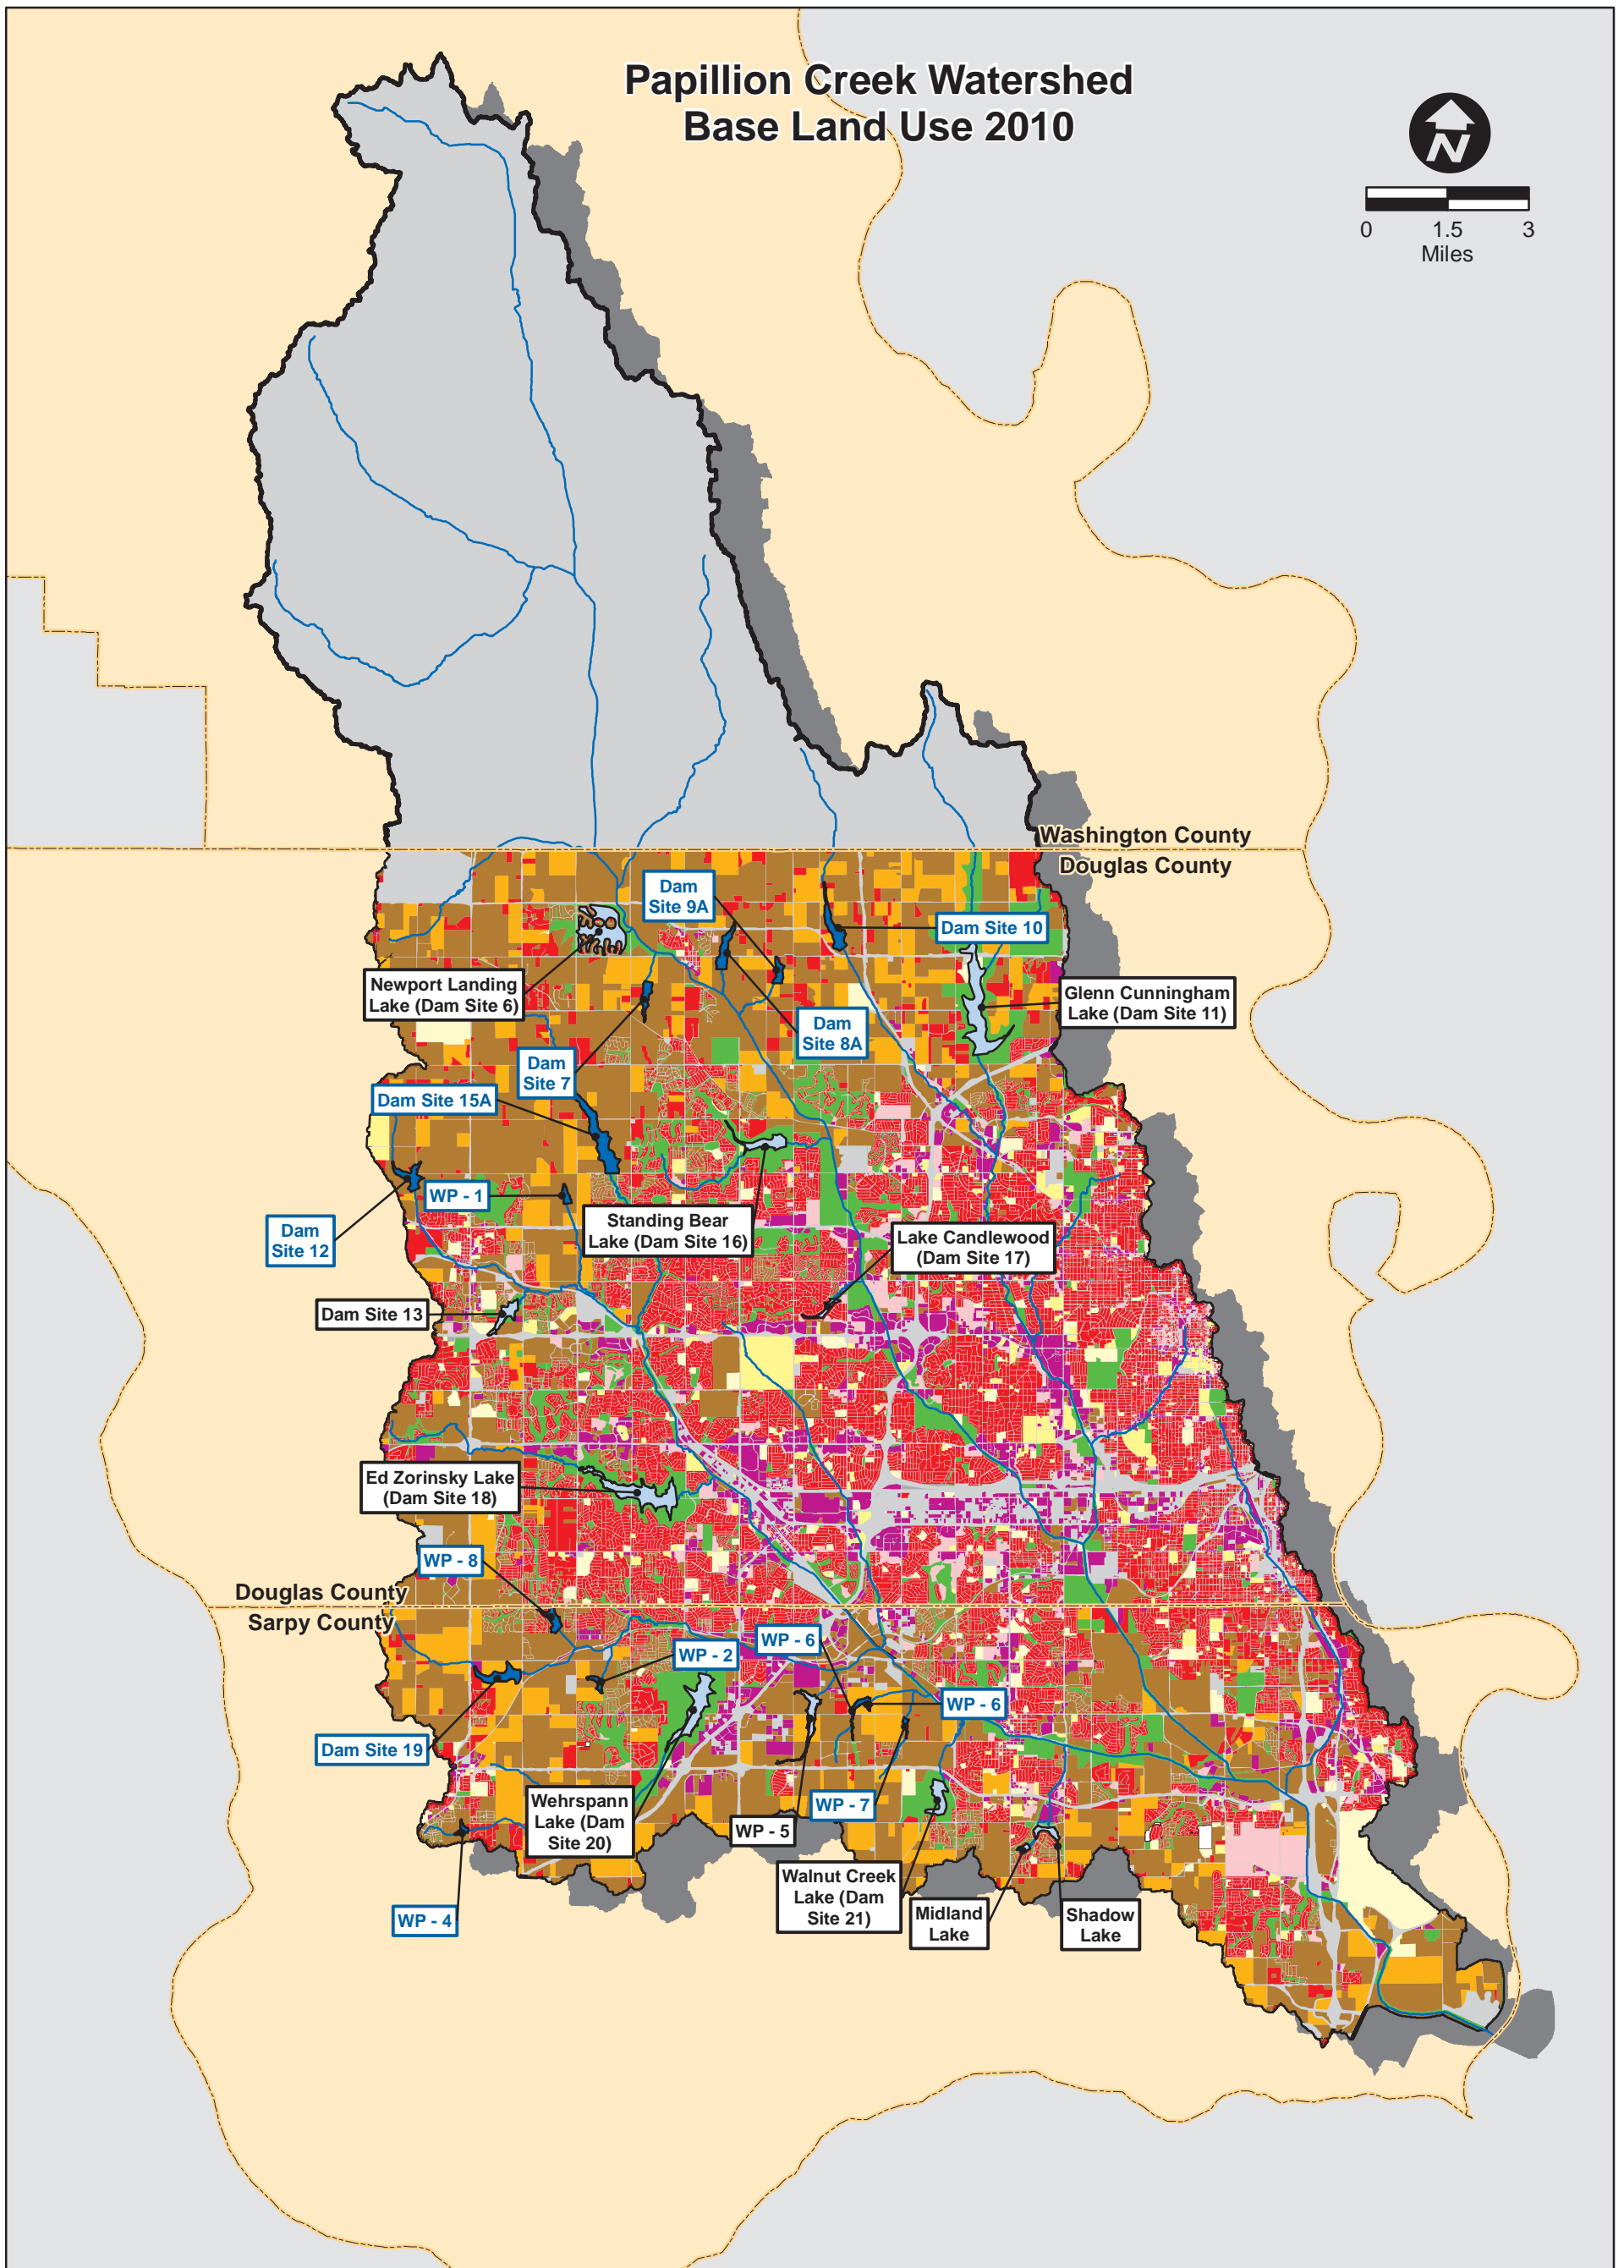 Papillion Creek Watershed
Base Land Use 2010
N
0 1.5 3
Miles
Washington County
Douglas County
Dam
Site 9A
Dam Site 10
Newport Landing
Lake (Dam Site 6)
Glenn Cunningham
Lake (Dam Site 11)
Dam
Site 8A
Dam
Site 7
Dam Site 15A
WP - 1
Dam
Site 12
Standing Bear
Lake (Dam Site 16)
Lake Candlewood
(Dam Site 17)
Dam Site 13
Ed Zorinsky Lake
(Dam Site 18)
WP - 8
Douglas County
Sarpy County
WP - 2
WP - 6
WP - 6
Dam Site 19
Wehrspann
Lake (Dam
Site 20)
WP - 5
WP - 7
Walnut Creek
Lake (Dam
Site 21)
Midland
Lake
Shadow
Lake
WP - 4